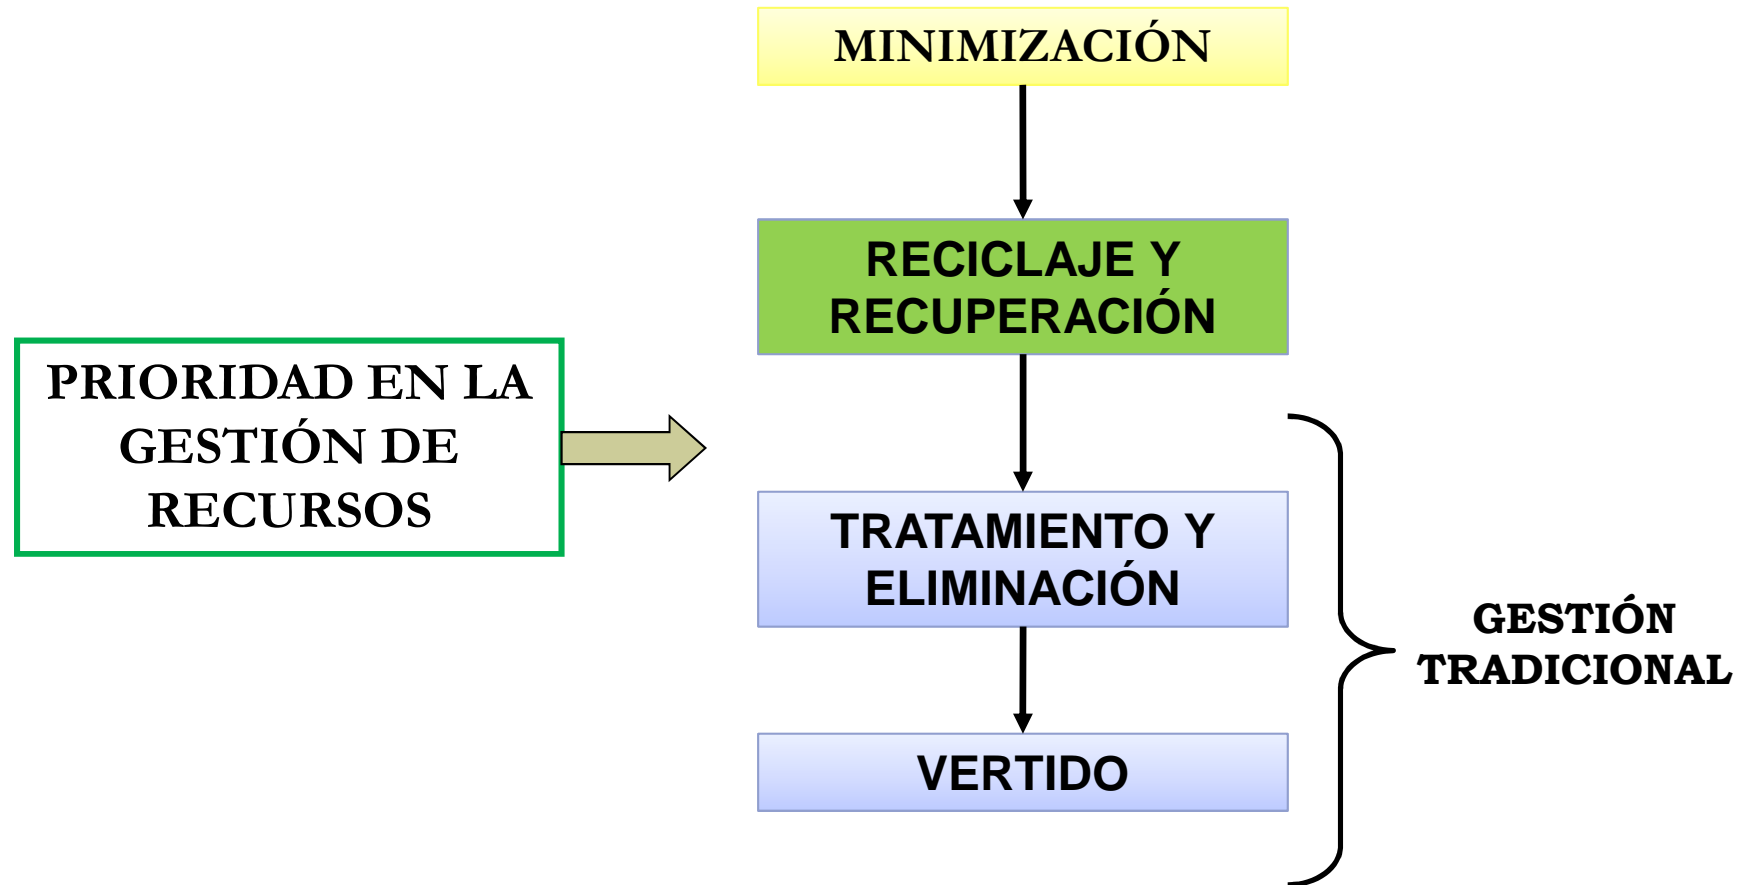 MINIMIZACIÓN
RECICLAJE Y
RECUPERACIÓN
PRIORIDAD EN LA
GESTIÓN DE
RECURSOS
TRATAMIENTO Y
ELIMINACIÓN
GESTIÓN
TRADICIONAL
VERTIDO